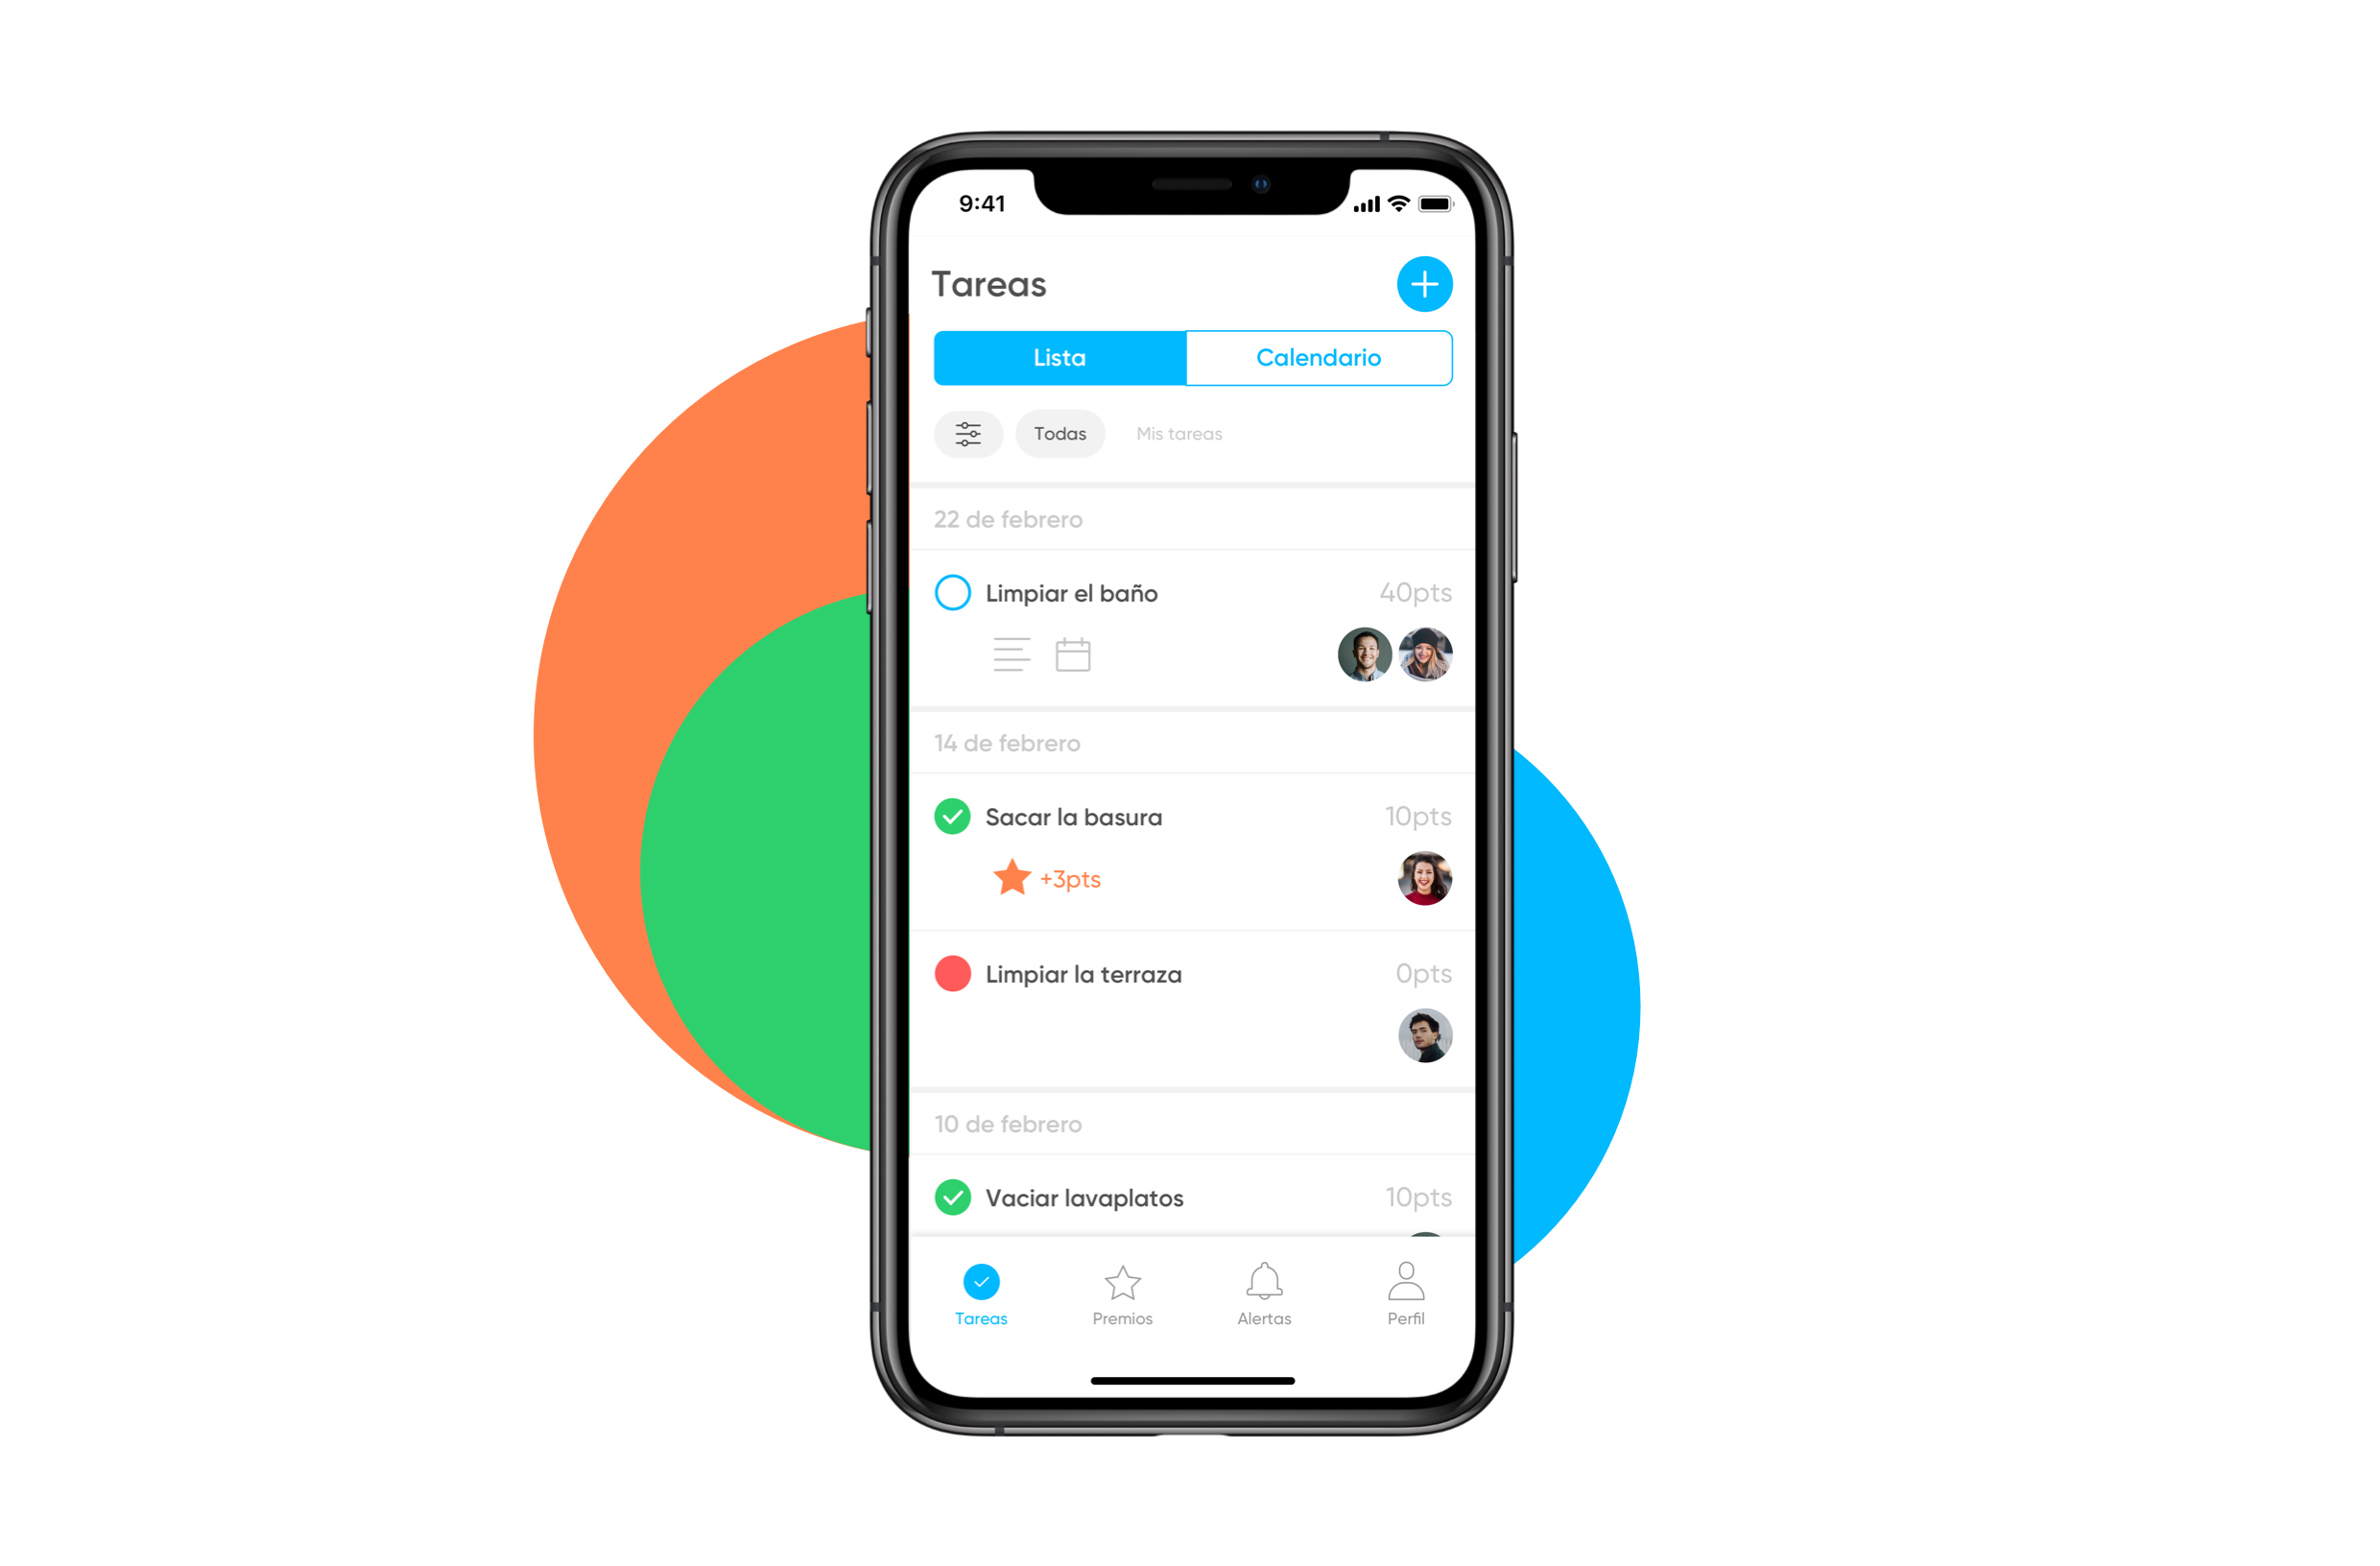 9:41
Tareas
Lista Calendario
Todas Mis tareas
22 de febrero
Limpiar el baño 40pts
14 de febrero
Sacar la basura 10pts
+3pts
Limpiar la terraza 0pts
10 de febrero
Vaciar lavaplatos 10pts
Tareas Premios Alertas Perfil